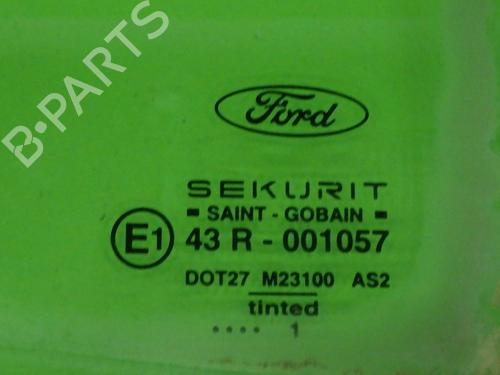 B-PARTS
Ford
SEKURIT
SAINT - GOBAIN
E1 43 R - 001057
DOT27 M23100 AS2
tinted
.... 1